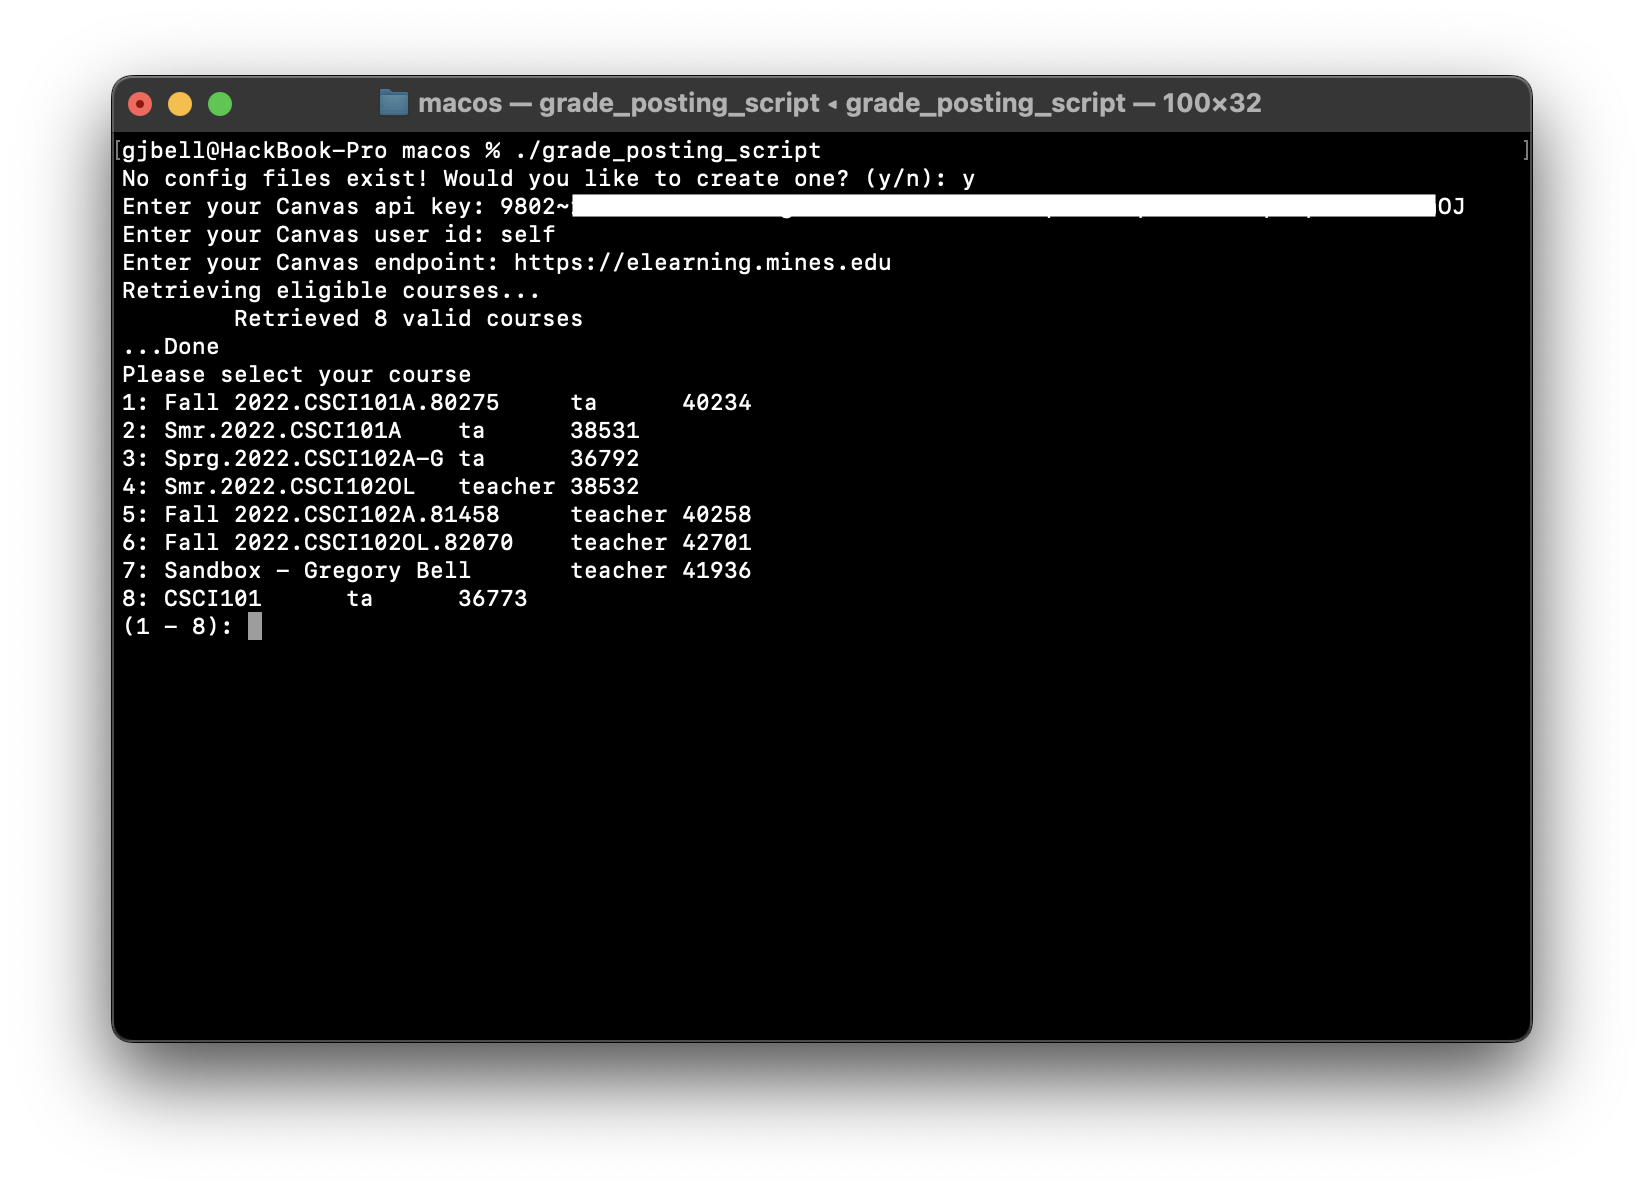 macos — grade_posting_script ◂ grade_posting_script — 100×32
[gjbell@HackBook-Pro macos % ./grade_posting_script ]
No config files exist! Would you like to create one? (y/n): y
Enter your Canvas api key: 9802~ OJ
Enter your Canvas user id: self
Enter your Canvas endpoint: https://elearning.mines.edu
Retrieving eligible courses...
Retrieved 8 valid courses
...Done
Please select your course
1: Fall 2022.CSCI101A.80275 ta 40234
2: Smr.2022.CSCI101A ta 38531
3: Sprg.2022.CSCI102A-G ta 36792
4: Smr.2022.CSCI102OL teacher 38532
5: Fall 2022.CSCI102A.81458 teacher 40258
6: Fall 2022.CSCI102OL.82070 teacher 42701
7: Sandbox - Gregory Bell teacher 41936
8: CSCI101 ta 36773
(1 - 8):